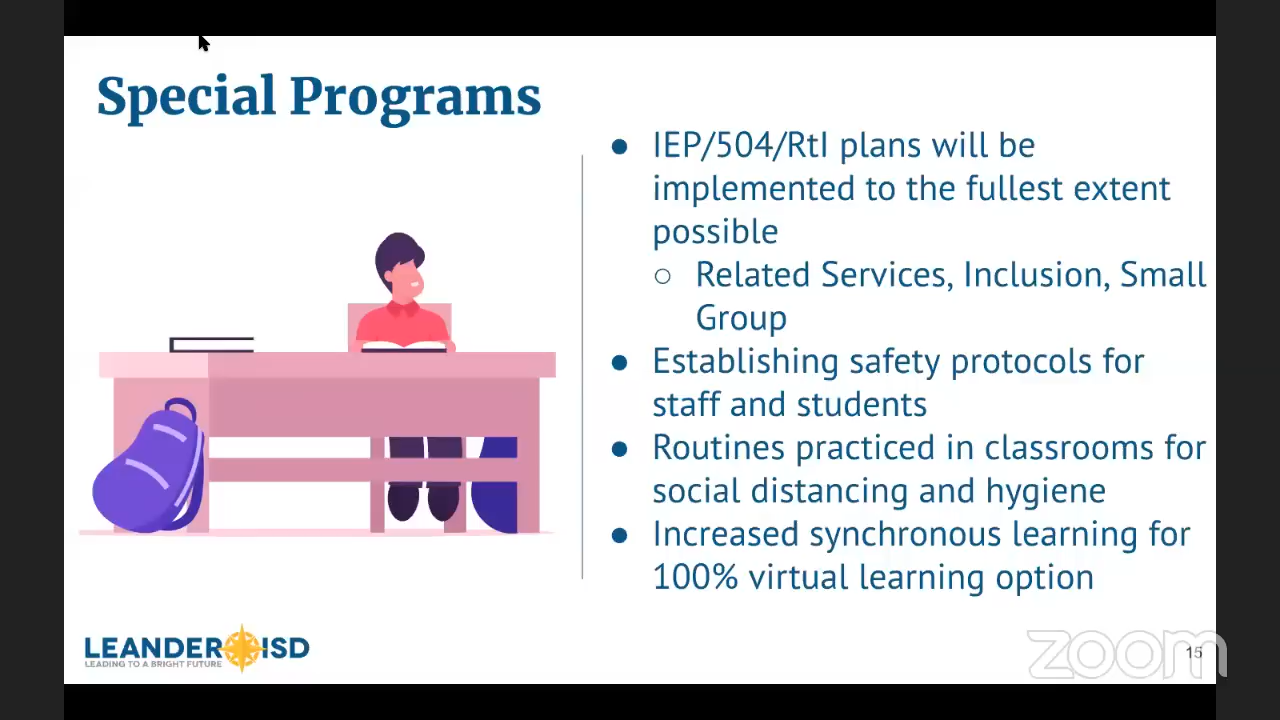 Special Programs
● IEP/504/RtI plans will be
implemented to the fullest extent
possible
○ Related Services, Inclusion, Small
Group
● Establishing safety protocols for
staff and students
● Routines practiced in classrooms for
social distancing and hygiene
● Increased synchronous learning for
100% virtual learning option
LEANDER ISD
LEADING TO A BRIGHT FUTURE
zoom
15